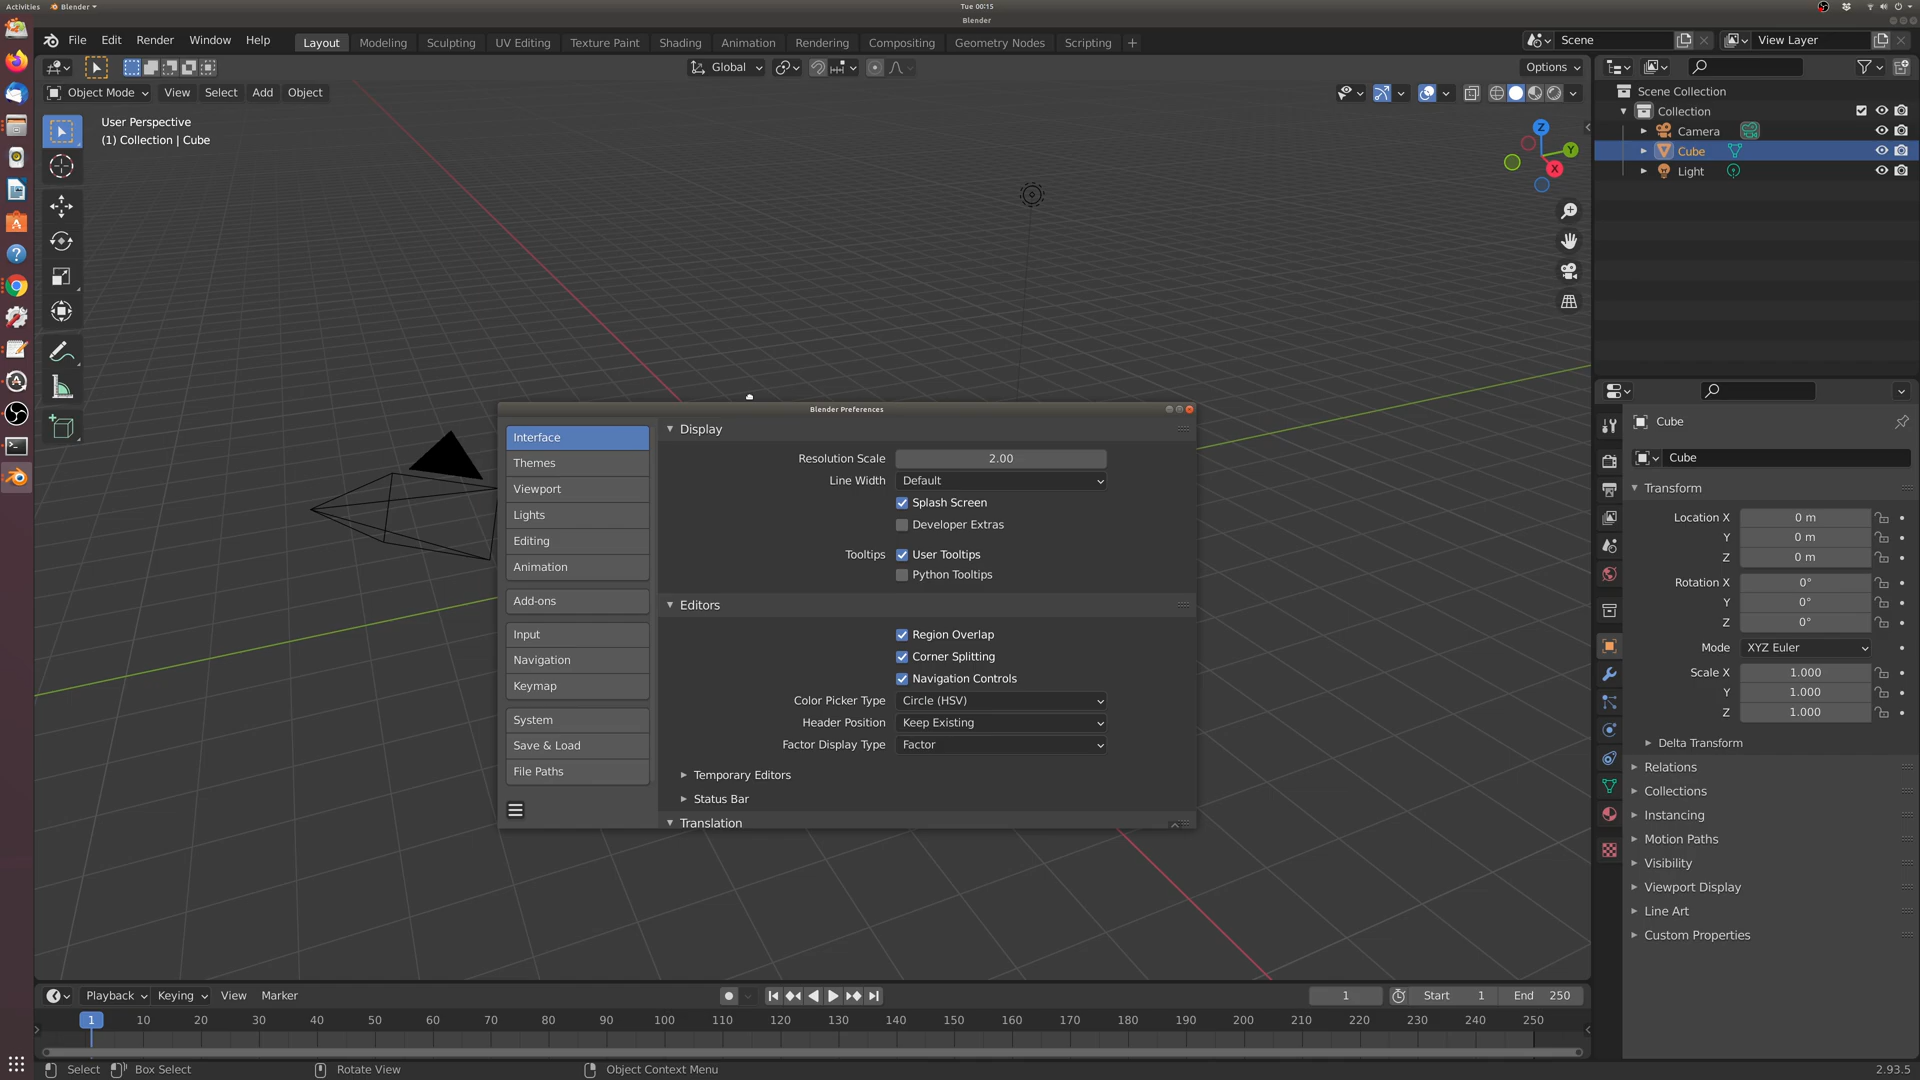 Activities Blender Tue 00:15
Blender
File Edit Render Window Help Layout Modeling Sculpting UV Editing Texture Paint Shading Animation Rendering Compositing Geometry Nodes Scripting + Scene View Layer
Global Options
Object Mode View Select Add Object
User Perspective
(1) Collection | Cube
Z
Y
X
Scene Collection
Collection
Camera
Cube
Light
Blender Preferences
Interface
Themes
Viewport
Lights
Editing
Animation
Add-ons
Input
Navigation
Keymap
System
Save & Load
File Paths
Display
Resolution Scale 2.00
Line Width Default
Splash Screen
Developer Extras
Tooltips User Tooltips
Python Tooltips
Editors
Region Overlap
Corner Splitting
Navigation Controls
Color Picker Type Circle (HSV)
Header Position Keep Existing
Factor Display Type Factor
Temporary Editors
Status Bar
Translation
Cube
Cube
Transform
Location X 0 m
Y 0 m
Z 0 m
Rotation X 0°
Y 0°
Z 0°
Mode XYZ Euler
Scale X 1.000
Y 1.000
Z 1.000
Delta Transform
Relations
Collections
Instancing
Motion Paths
Visibility
Viewport Display
Line Art
Custom Properties
Playback Keying View Marker 1 Start 1 End 250
1 10 20 30 40 50 60 70 80 90 100 110 120 130 140 150 160 170 180 190 200 210 220 230 240 250
Select Box Select Rotate View Object Context Menu 2.93.5